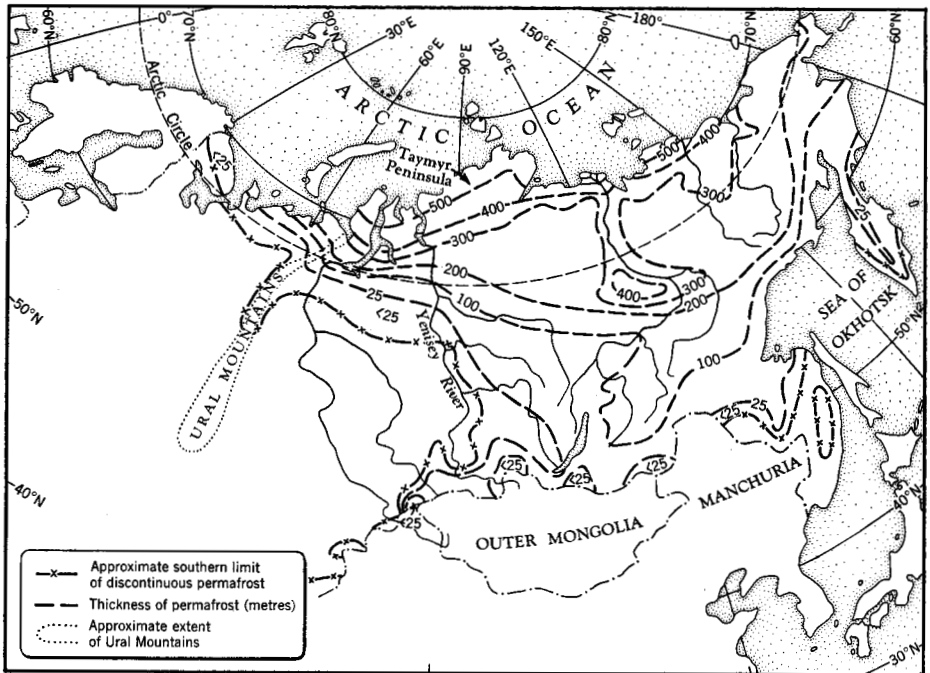 60°N
0°
70°N
80°N
30°E
60°E
90°E
120°E
150°E
80°N
180°
70°N
60°N
Arctic
Circle
ARCTIC OCEAN
Taymyr
Peninsula
<25
500
400
300
200
100
25
<25
500
400
300
400
300
200
100
25
Yenisey
River
URAL MOUNTAINS
SEA OF
OKHOTSK
50°N
50°N
40°N
40°N
30°N
<25
25
<25
<25
<25
<25
OUTER MONGOLIA
MANCHURIA
Approximate southern limit
of discontinuous permafrost
Thickness of permafrost (metres)
Approximate extent
of Ural Mountains